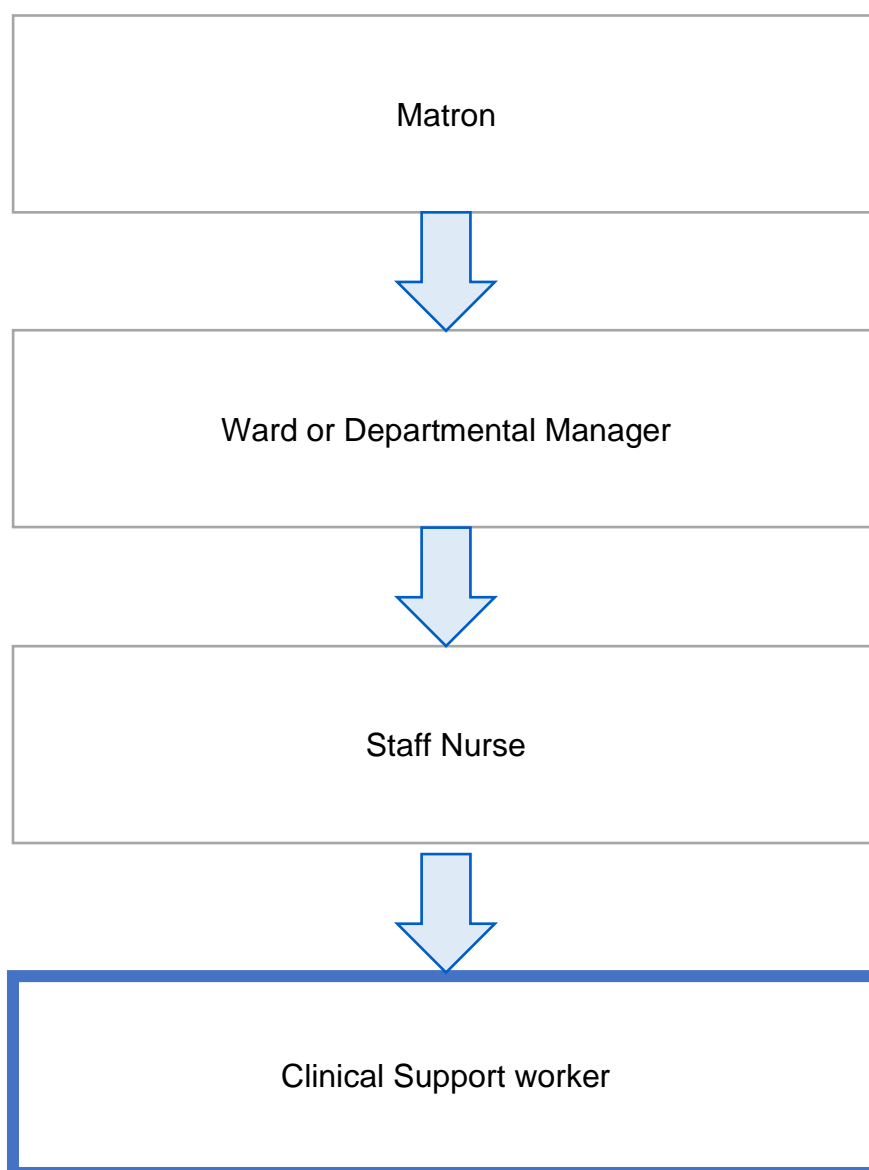 Matron
Ward or Departmental Manager
Staff Nurse
Clinical Support worker